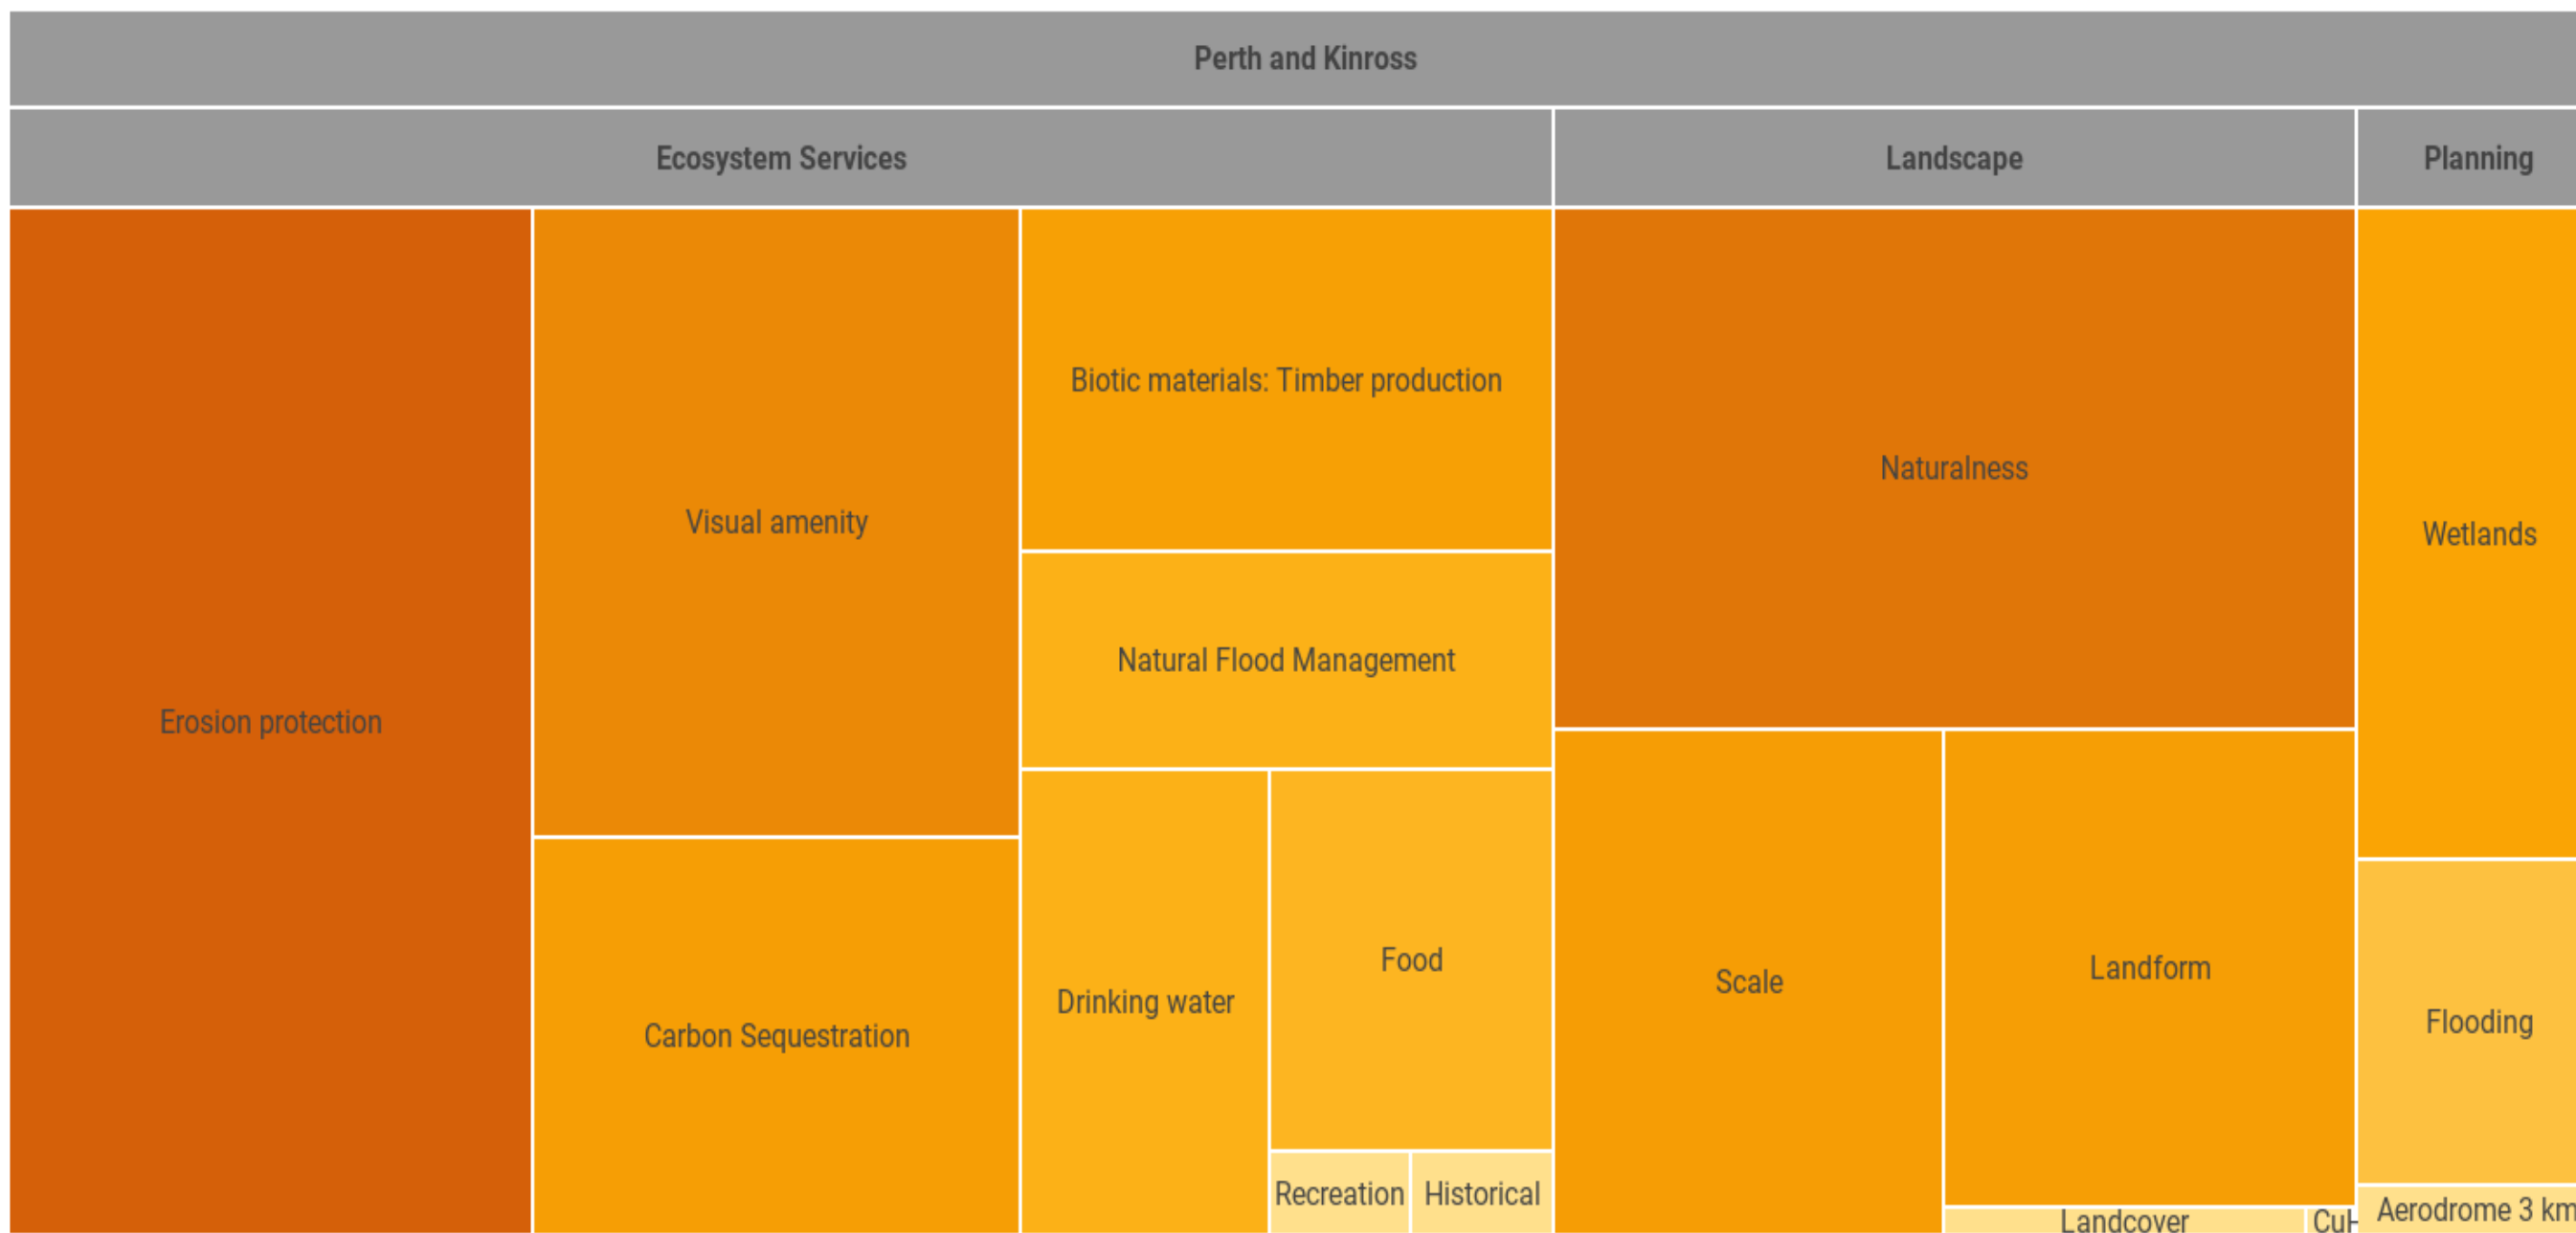 Perth and Kinross
Ecosystem Services
Landscape
Planning
Erosion protection
Visual amenity
Carbon Sequestration
Biotic materials: Timber production
Natural Flood Management
Drinking water
Food
Recreation
Historical
Naturalness
Scale
Landform
Landcover
Wetlands
Flooding
Aerodrome 3 km